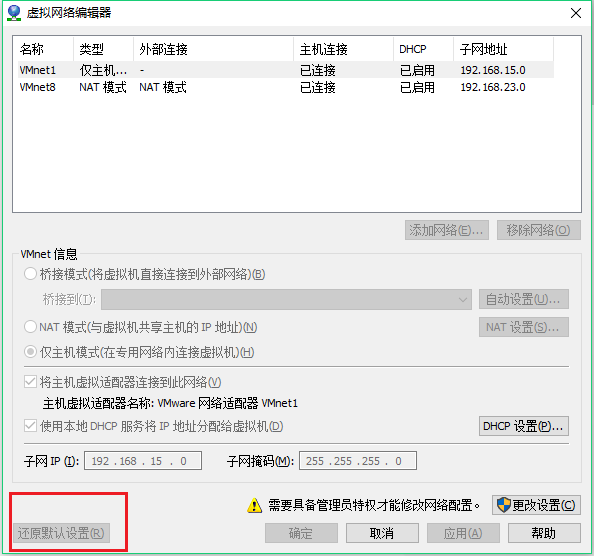 虚拟网络编辑器
名称 类型 外部连接 主机连接 DHCP 子网地址
VMnet1 仅主机... - 已连接 已启用 192.168.15.0
VMnet8 NAT 模式 NAT 模式 已连接 已启用 192.168.23.0
添加网络(E)... 移除网络(O)
VMnet 信息
桥接模式(将虚拟机直接连接到外部网络)(B)
桥接到(T): 自动设置(U)...
NAT 模式(与虚拟机共享主机的 IP 地址)(N) NAT 设置(S)...
仅主机模式(在专用网络内连接虚拟机)(H)
将主机虚拟适配器连接到此网络(V)
主机虚拟适配器名称: VMware 网络适配器 VMnet1
使用本地 DHCP 服务将 IP 地址分配给虚拟机(D) DHCP 设置(P)...
子网 IP (I): 192 . 168 . 15 . 0 子网掩码(M): 255 . 255 . 255 . 0
需要具备管理员特权才能修改网络配置。 更改设置(C)
还原默认设置(R) 确定 取消 应用(A) 帮助